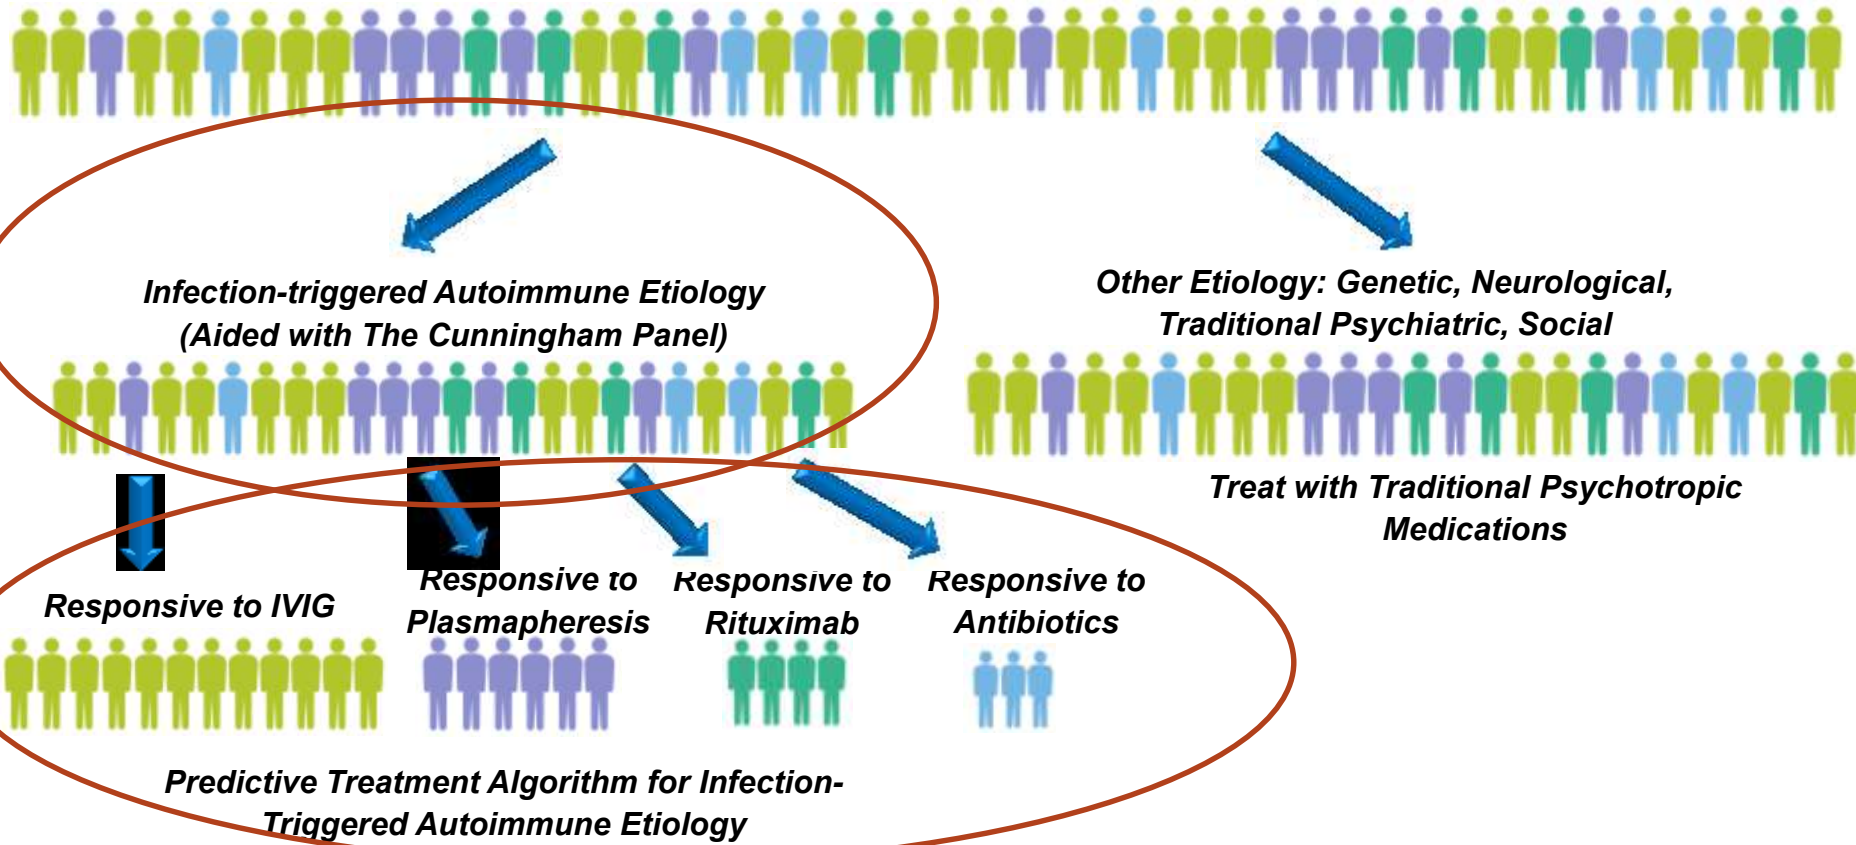 Infection-triggered Autoimmune Etiology
(Aided with The Cunningham Panel)
Other Etiology: Genetic, Neurological,
Traditional Psychiatric, Social
Treat with Traditional Psychotropic
Medications
Responsive to IVIG
Responsive to
Plasmapheresis
Responsive to
Rituximab
Responsive to
Antibiotics
Predictive Treatment Algorithm for Infection-
Triggered Autoimmune Etiology